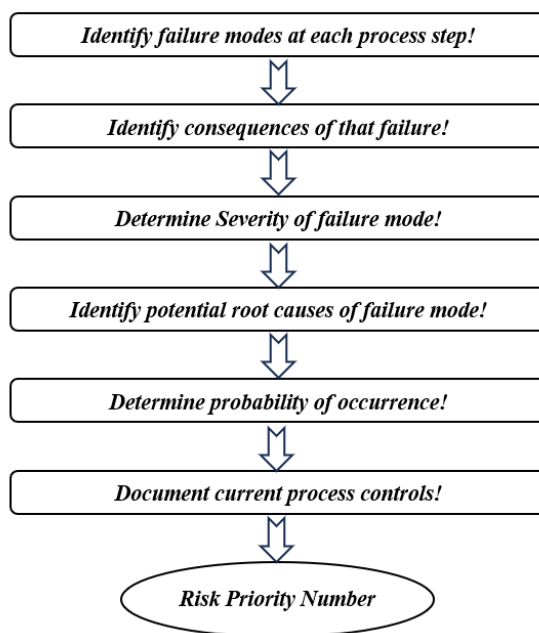 Identify failure modes at each process step!
Identify consequences of that failure!
Determine Severity of failure mode!
Identify potential root causes of failure mode!
Determine probability of occurrence!
Document current process controls!
Risk Priority Number